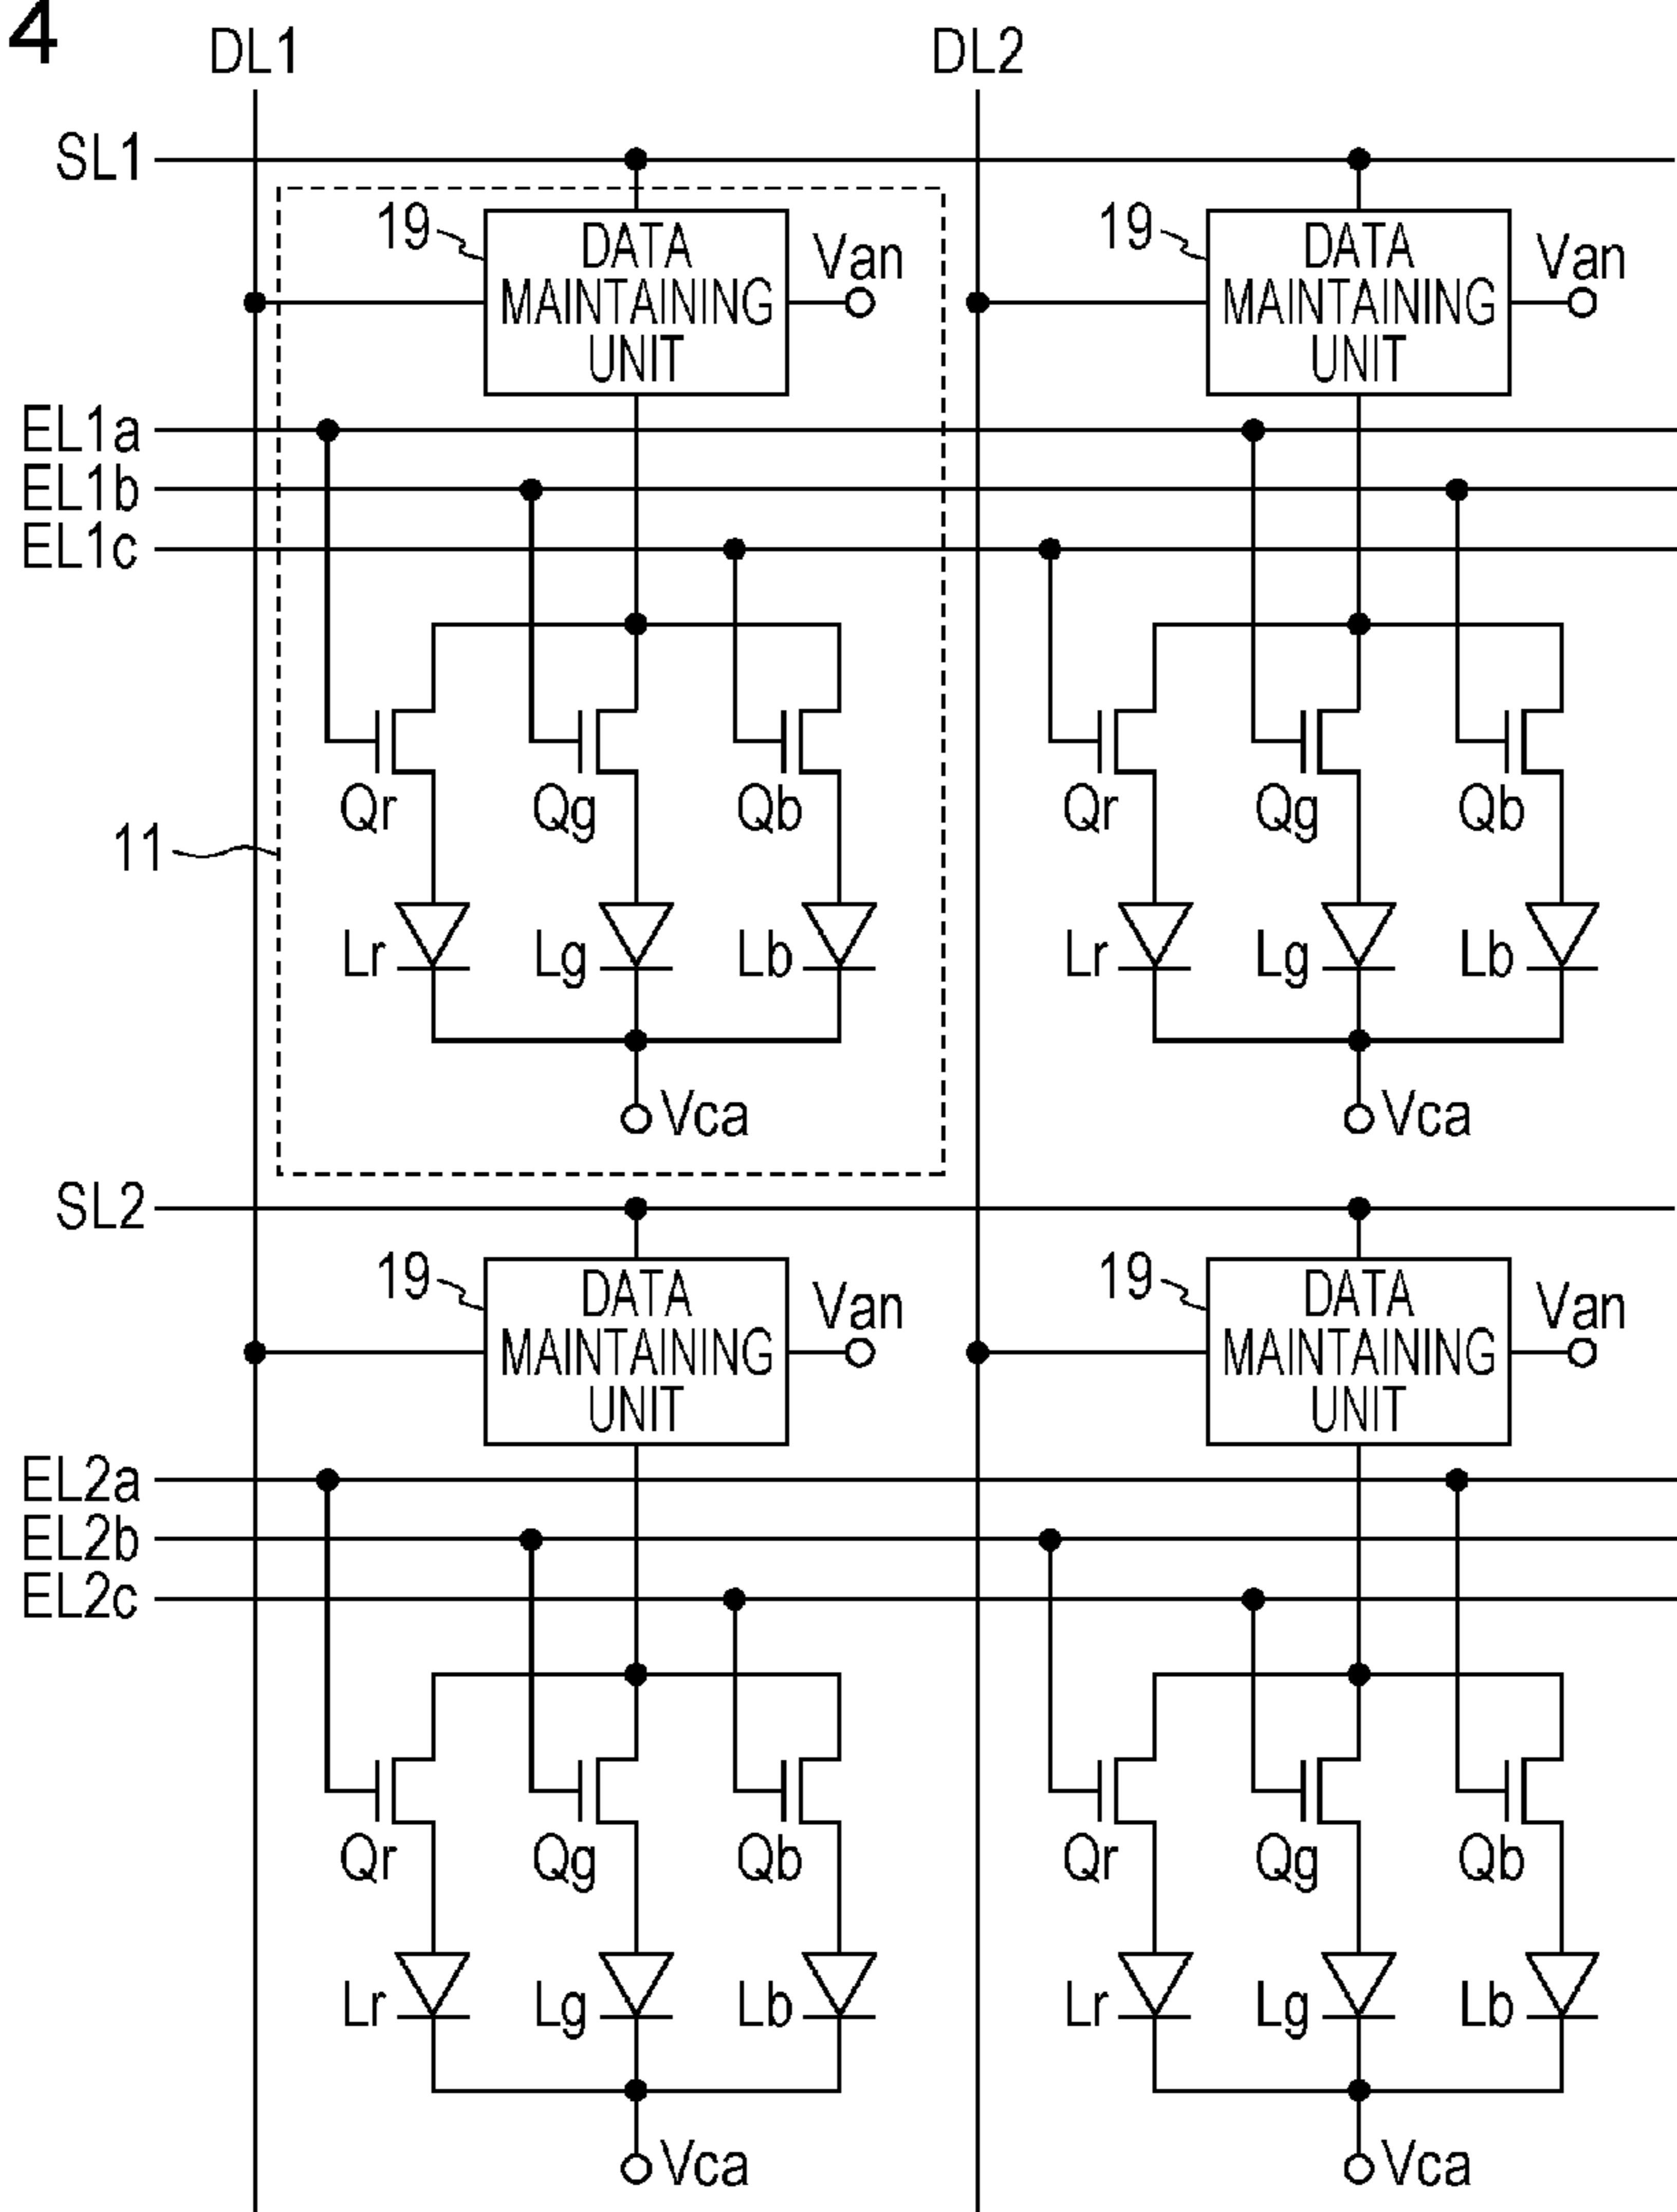 4
DL1 DL2
SL1
19 DATA MAINTAINING UNIT Van 19 DATA MAINTAINING UNIT Van
EL1a
EL1b
EL1c
Qr Qg Qb Qr Qg Qb
11
Lr Lg Lb Lr Lg Lb
Vca Vca
SL2
19 DATA MAINTAINING UNIT Van 19 DATA MAINTAINING UNIT Van
EL2a
EL2b
EL2c
Qr Qg Qb Qr Qg Qb
Lr Lg Lb Lr Lg Lb
Vca Vca